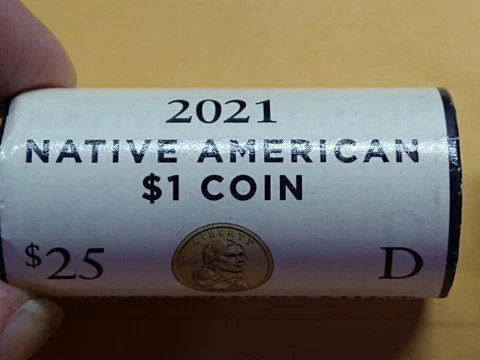 2021
NATIVE AMERICAN
$1 COIN
LIBERTY
$25
D